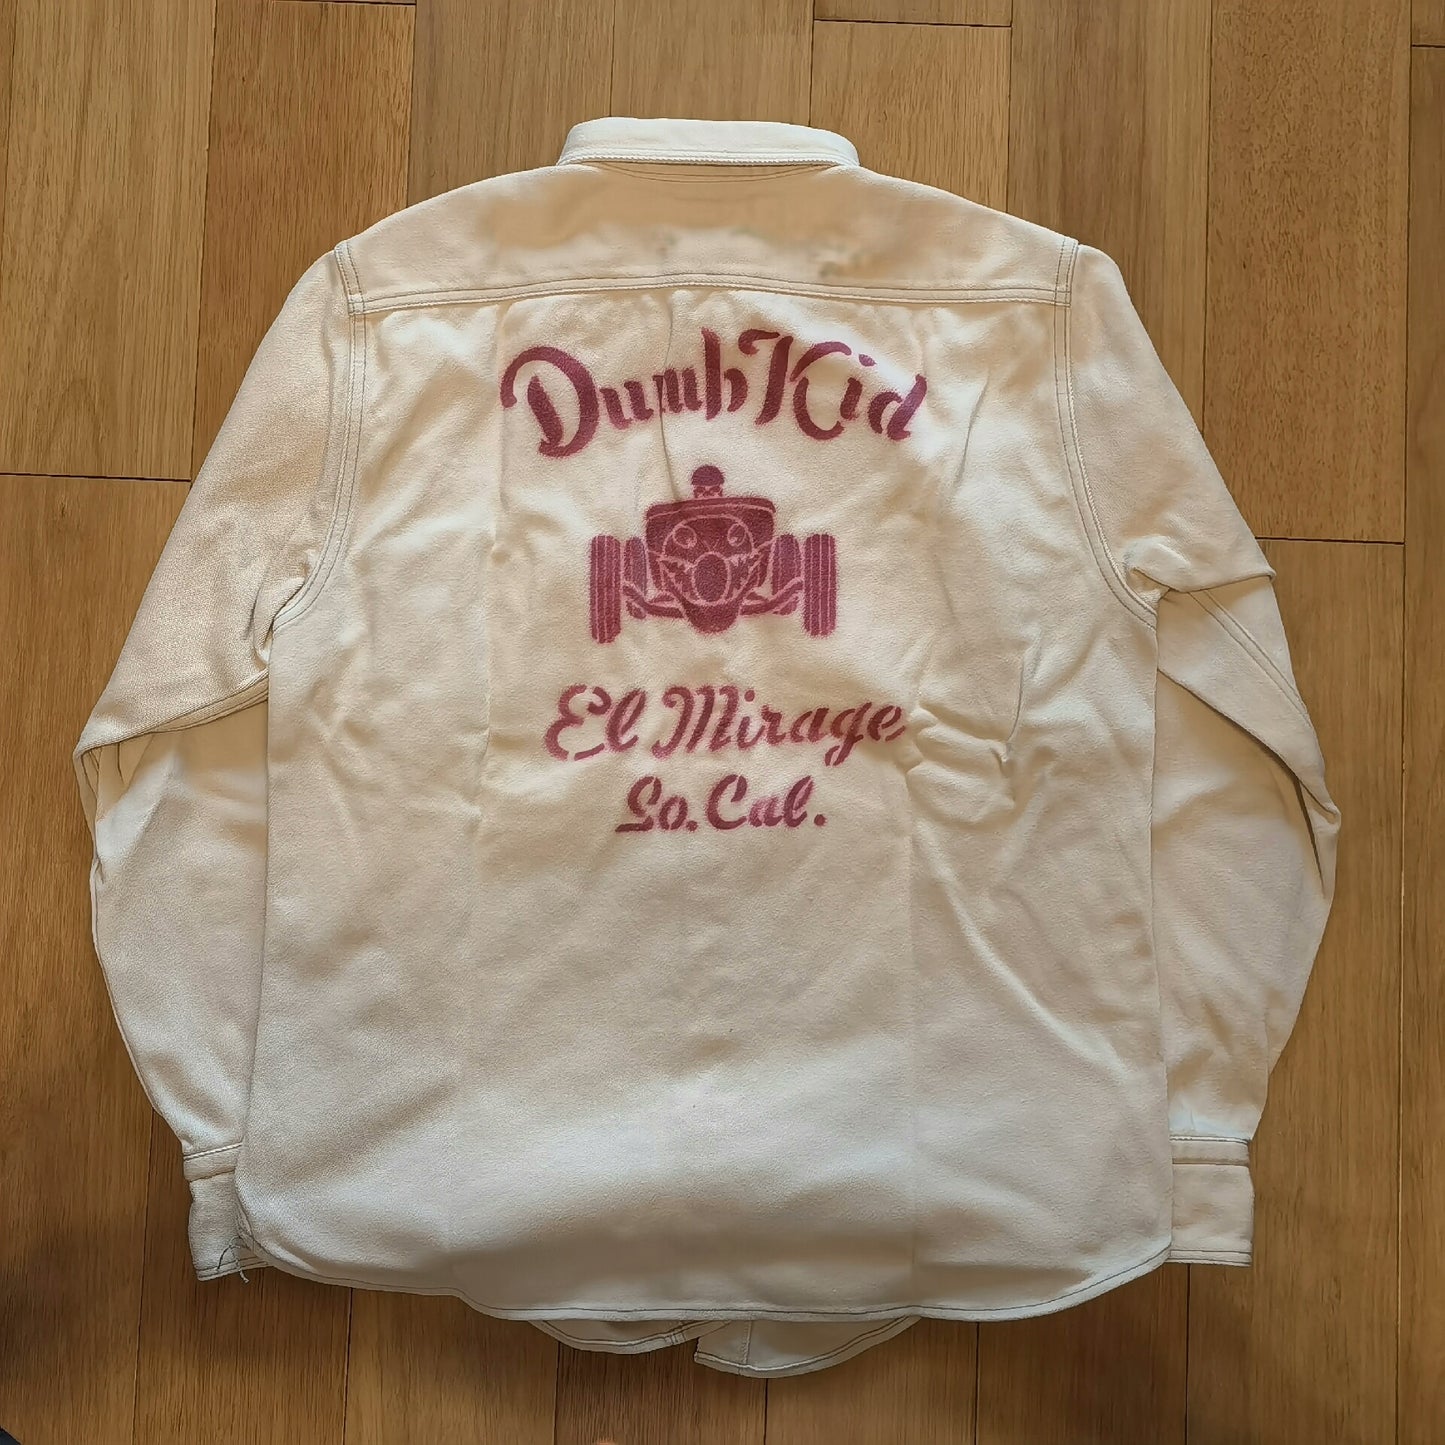 Dumb Kid
El Mirage
So. Cal.